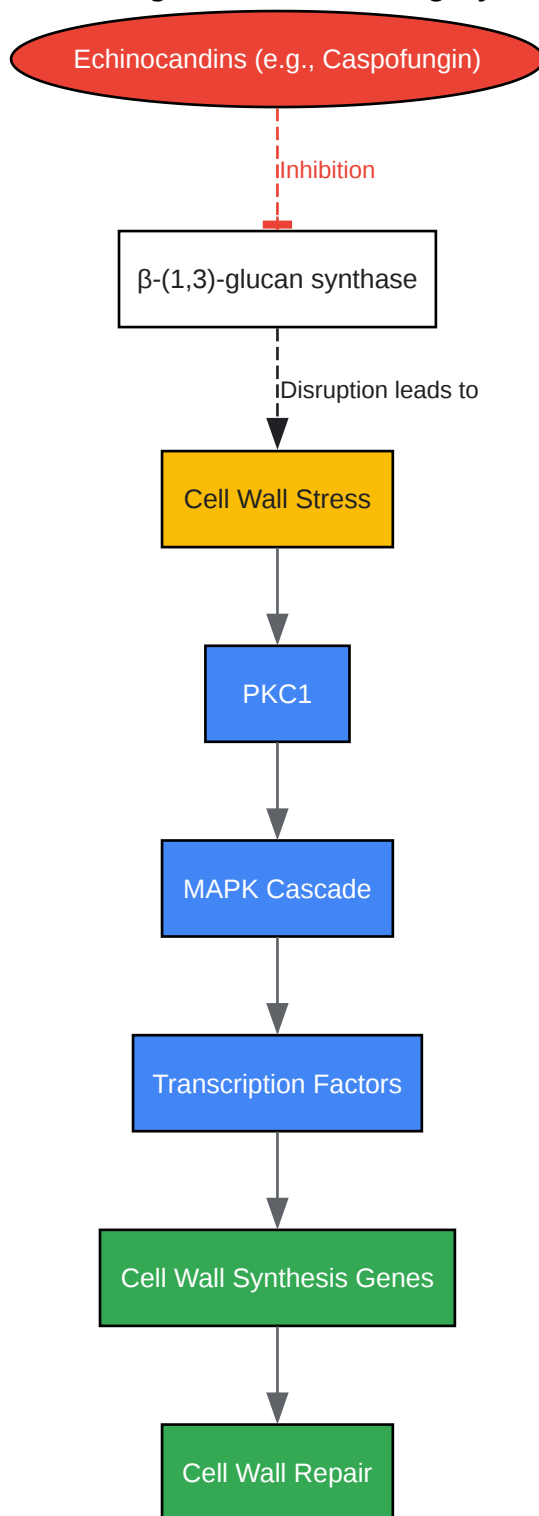 Echinocandins (e.g., Caspofungin)
Inhibition
β-(1,3)-glucan synthase
Disruption leads to
Cell Wall Stress
PKC1
MAPK Cascade
Transcription Factors
Cell Wall Synthesis Genes
Cell Wall Repair